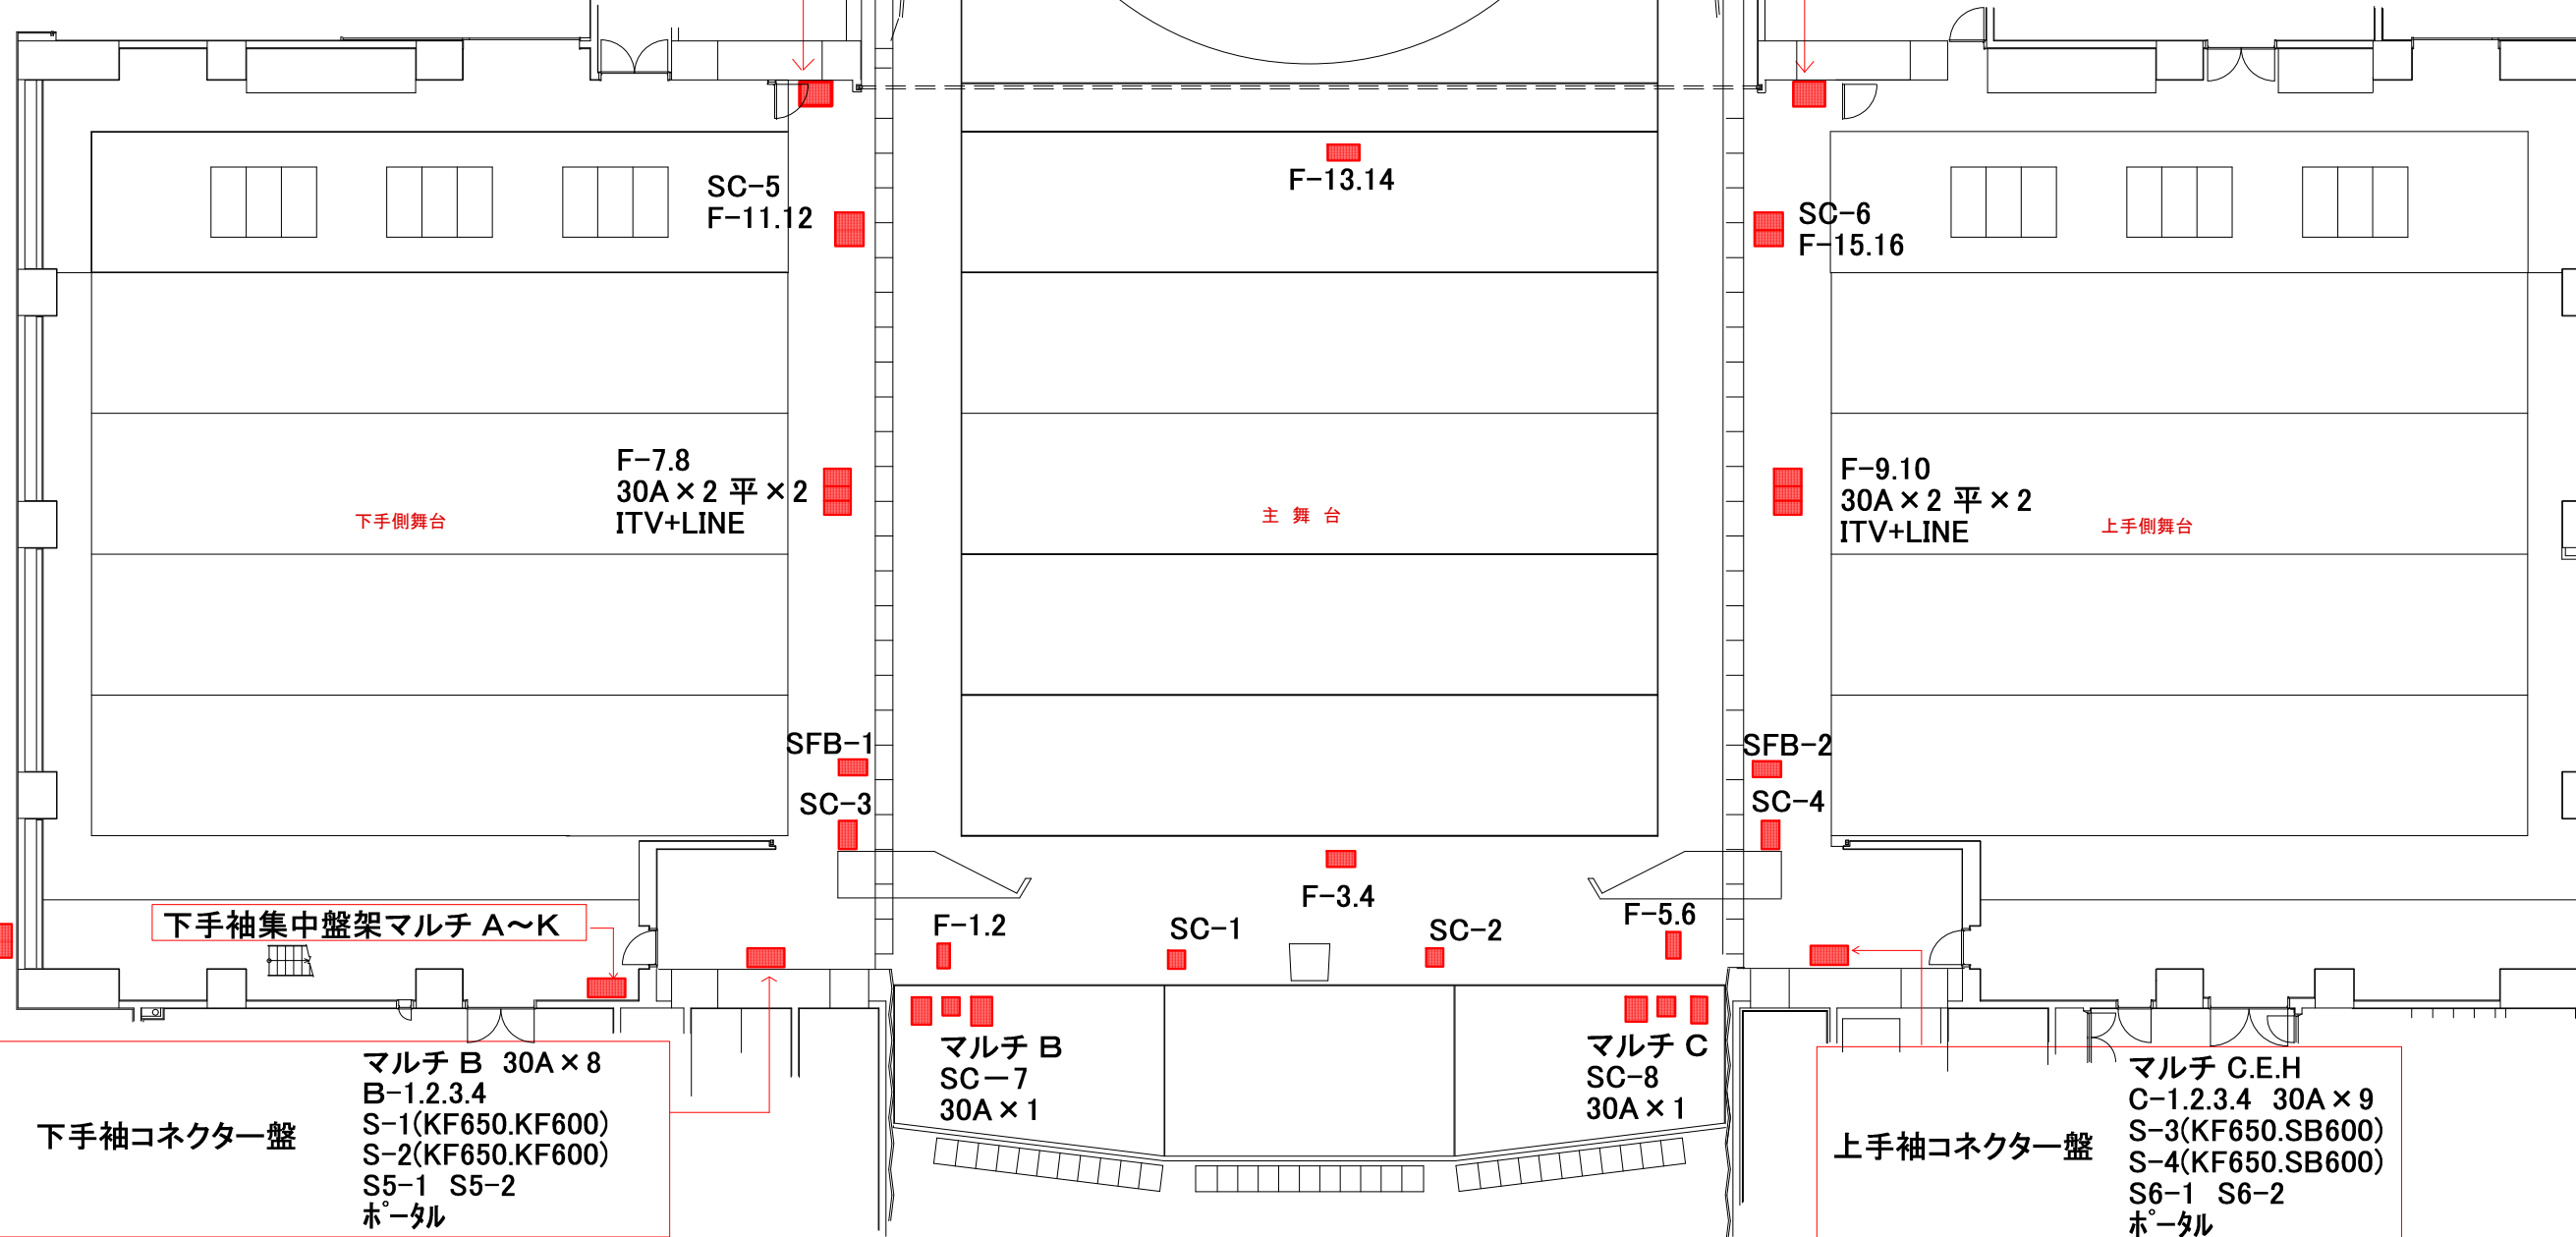 F-13.14
SC-5
F-11.12
SC-6
F-15.16
F-7.8
30A×2 平×2
ITV+LINE
下手側舞台
主 舞 台
F-9.10
30A×2 平×2
ITV+LINE
上手側舞台
SFB-1
SFB-2
SC-3
SC-4
F-3.4
下手袖集中盤架マルチ A～K
F-1.2
SC-1
SC-2
F-5.6
マルチ B
SC－7
30A×1
マルチ C
SC-8
30A×1
下手袖コネクター盤
マルチ B 30A×8
B-1.2.3.4
S-1(KF650.KF600)
S-2(KF650.KF600)
S5-1 S5-2
ﾎﾟｰﾀﾙ
上手袖コネクター盤
マルチ C.E.H
C-1.2.3.4 30A×9
S-3(KF650.SB600)
S-4(KF650.SB600)
S6-1 S6-2
ﾎﾟｰﾀﾙ